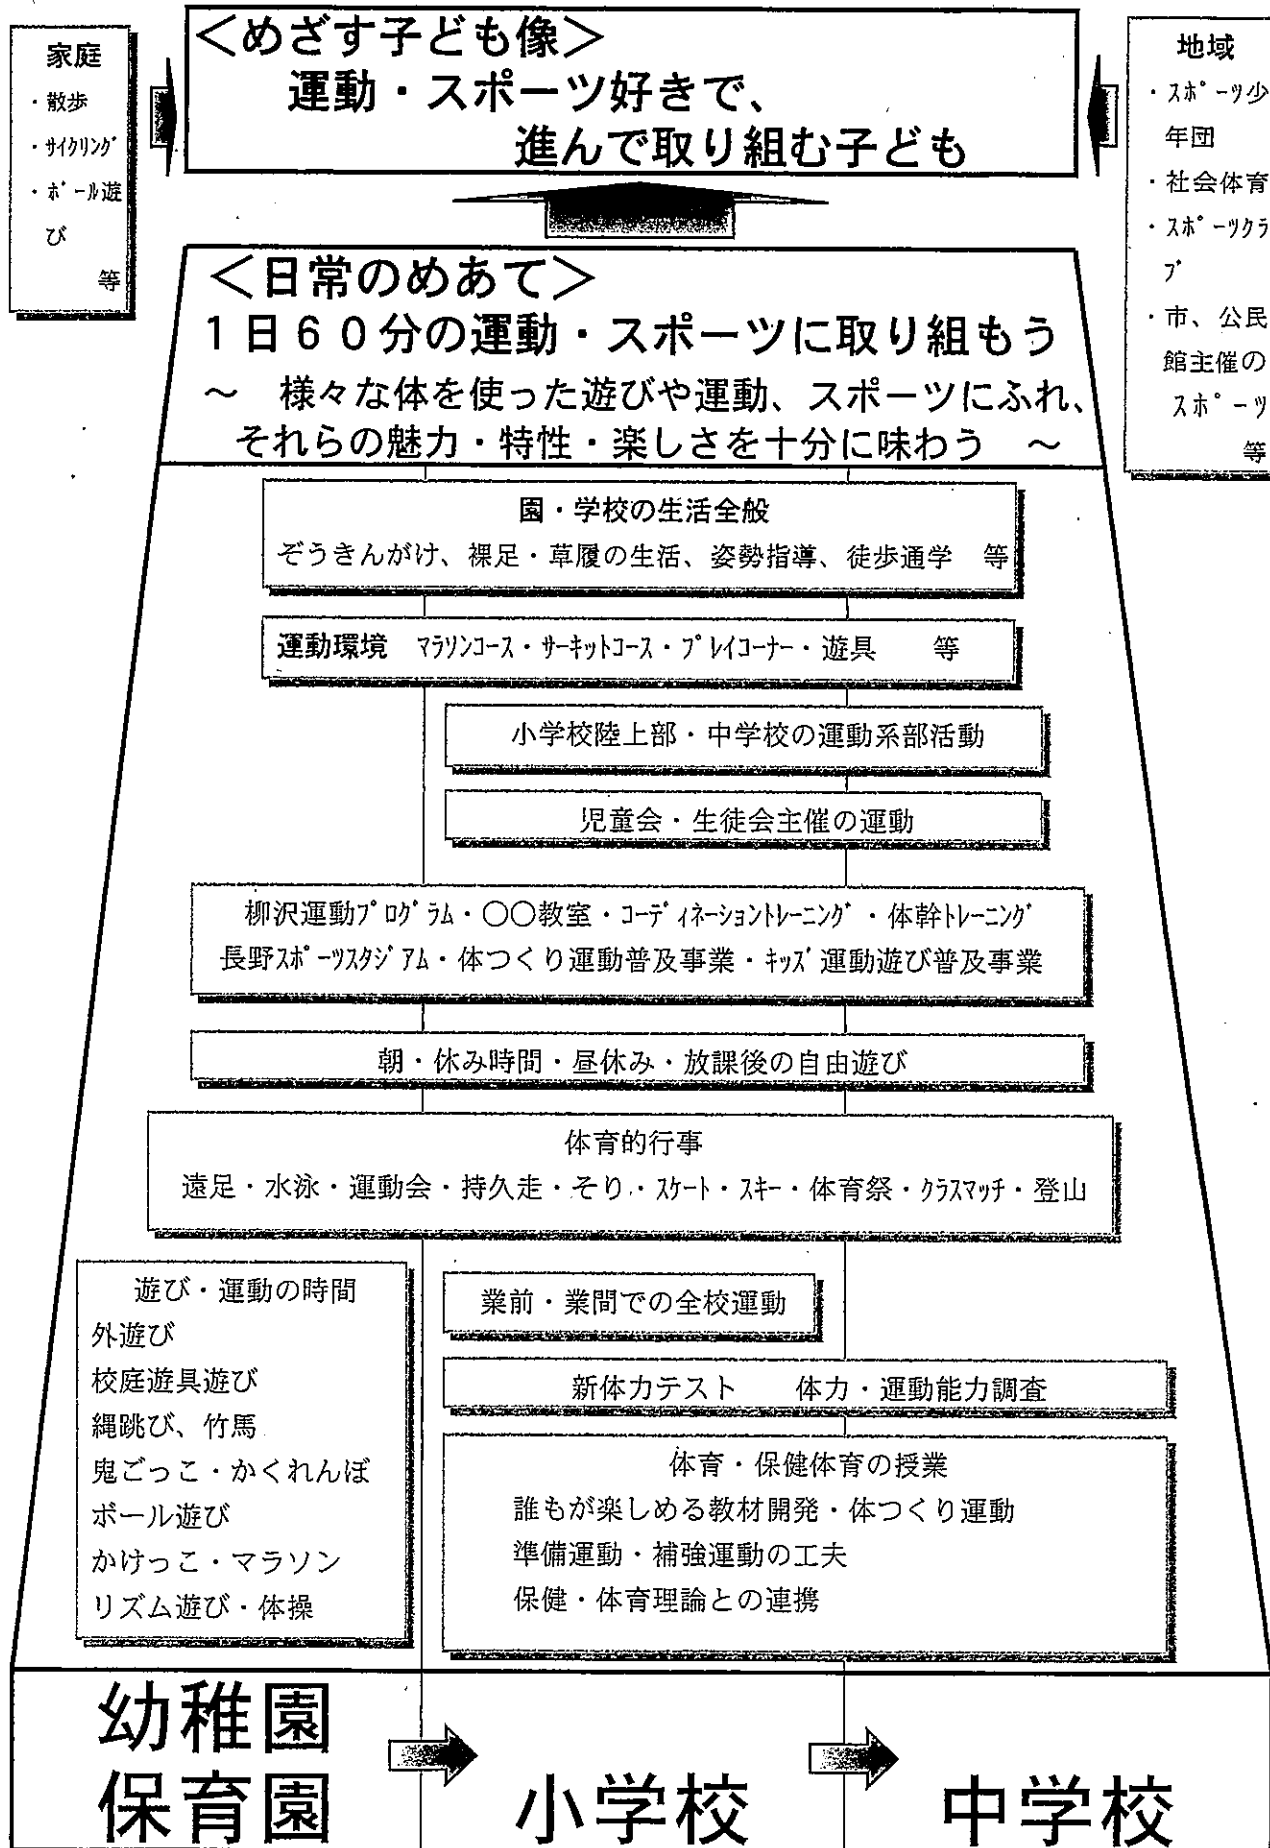 家庭
・散歩
・ｻｲｸﾘﾝｸﾞ
・ﾎﾞｰﾙ遊
び
等
＜めざす子ども像＞
運動・スポーツ好きで、
進んで取り組む子ども
地域
・ｽﾎﾟｰﾂ少
年団
・社会体育
・ｽﾎﾟｰﾂｸﾗ
ﾌﾞ
・市、公民
館主催の
ｽﾎﾟｰﾂ
等
＜日常のめあて＞
１日６０分の運動・スポーツに取り組もう
～　様々な体を使った遊びや運動、スポーツにふれ、
それらの魅力・特性・楽しさを十分に味わう　～
園・学校の生活全般
ぞうきんがけ、裸足・草履の生活、姿勢指導、徒歩通学　等
運動環境　ﾏﾗｿﾝｺｰｽ・ｻｰｷｯﾄｺｰｽ・ﾌﾟﾚｲｺｰﾅｰ・遊具　　等
小学校陸上部・中学校の運動系部活動
児童会・生徒会主催の運動
柳沢運動ﾌﾟﾛｸﾞﾗﾑ・〇〇教室・ｺｰﾃﾞｨﾈｰｼｮﾝﾄﾚｰﾆﾝｸﾞ・体幹ﾄﾚｰﾆﾝｸﾞ
長野ｽﾎﾟｰﾂｽﾀｼﾞｱﾑ・体つくり運動普及事業・ｷｯｽﾞ運動遊び普及事業
朝・休み時間・昼休み・放課後の自由遊び
体育的行事
遠足・水泳・運動会・持久走・そり・ｽｹｰﾄ・ｽｷｰ・体育祭・ｸﾗｽﾏｯﾁ・登山
遊び・運動の時間
外遊び
校庭遊具遊び
縄跳び、竹馬
鬼ごっこ・かくれんぼ
ボール遊び
かけっこ・マラソン
リズム遊び・体操
業前・業間での全校運動
新体力テスト　　体力・運動能力調査
体育・保健体育の授業
誰もが楽しめる教材開発・体つくり運動
準備運動・補強運動の工夫
保健・体育理論との連携
幼稚園
保育園
小学校
中学校